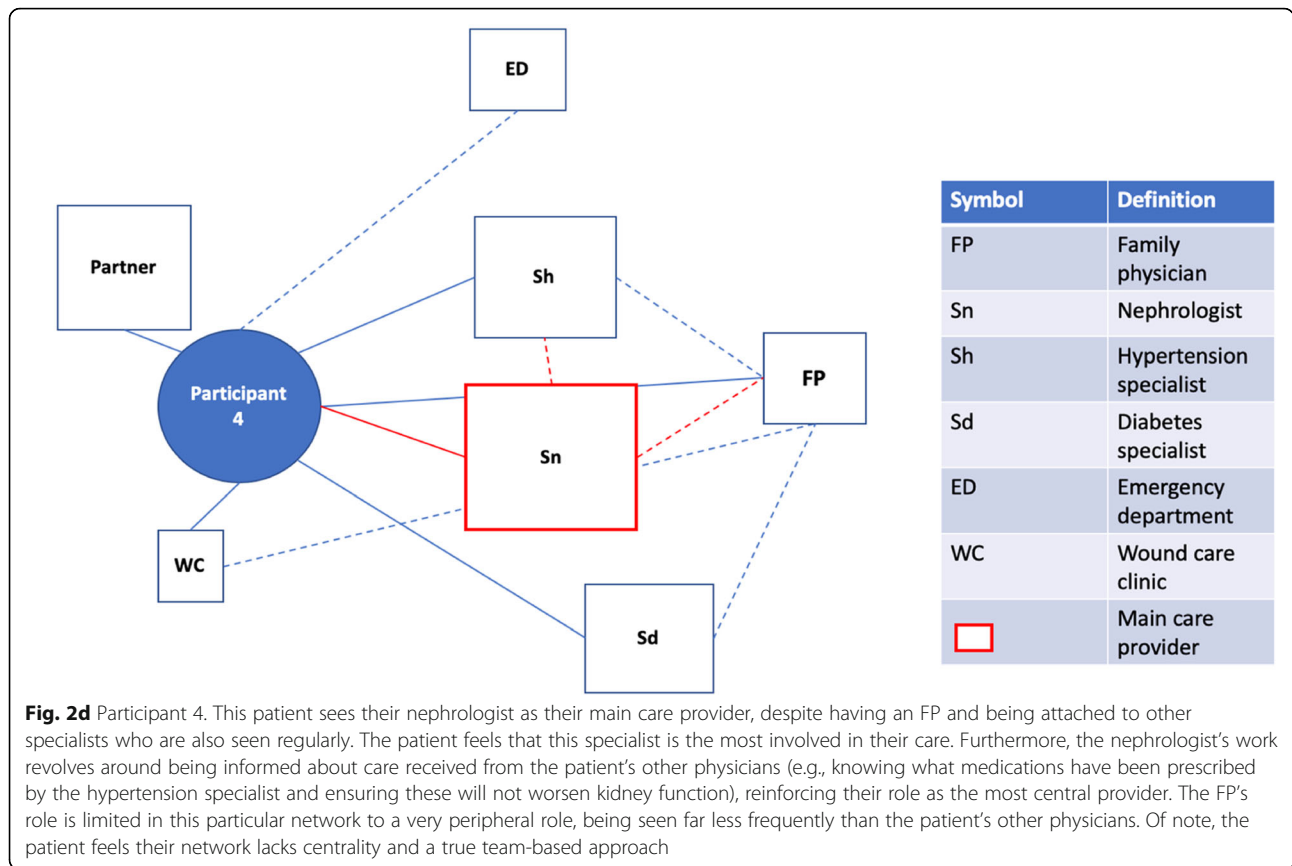 ED
Partner
Sh
Participant
4
FP
Sn
WC
Sd
Symbol Definition
FP Family
physician
Sn Nephrologist
Sh Hypertension
specialist
Sd Diabetes
specialist
ED Emergency
department
WC Wound care
clinic
Main care
provider
Fig. 2d Participant 4. This patient sees their nephrologist as their main care provider, despite having an FP and being attached to other
specialists who are also seen regularly. The patient feels that this specialist is the most involved in their care. Furthermore, the nephrologist's work
revolves around being informed about care received from the patient's other physicians (e.g., knowing what medications have been prescribed
by the hypertension specialist and ensuring these will not worsen kidney function), reinforcing their role as the most central provider. The FP's
role is limited in this particular network to a very peripheral role, being seen far less frequently than the patient's other physicians. Of note, the
patient feels their network lacks centrality and a true team-based approach